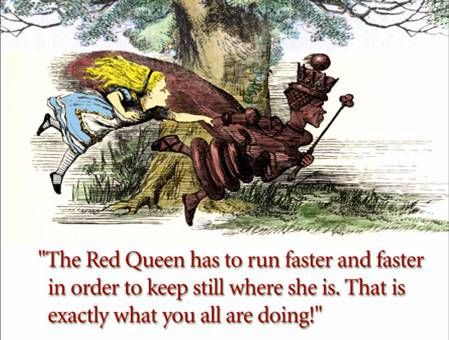 "The Red Queen has to run faster and faster
in order to keep still where she is. That is
exactly what you all are doing!"